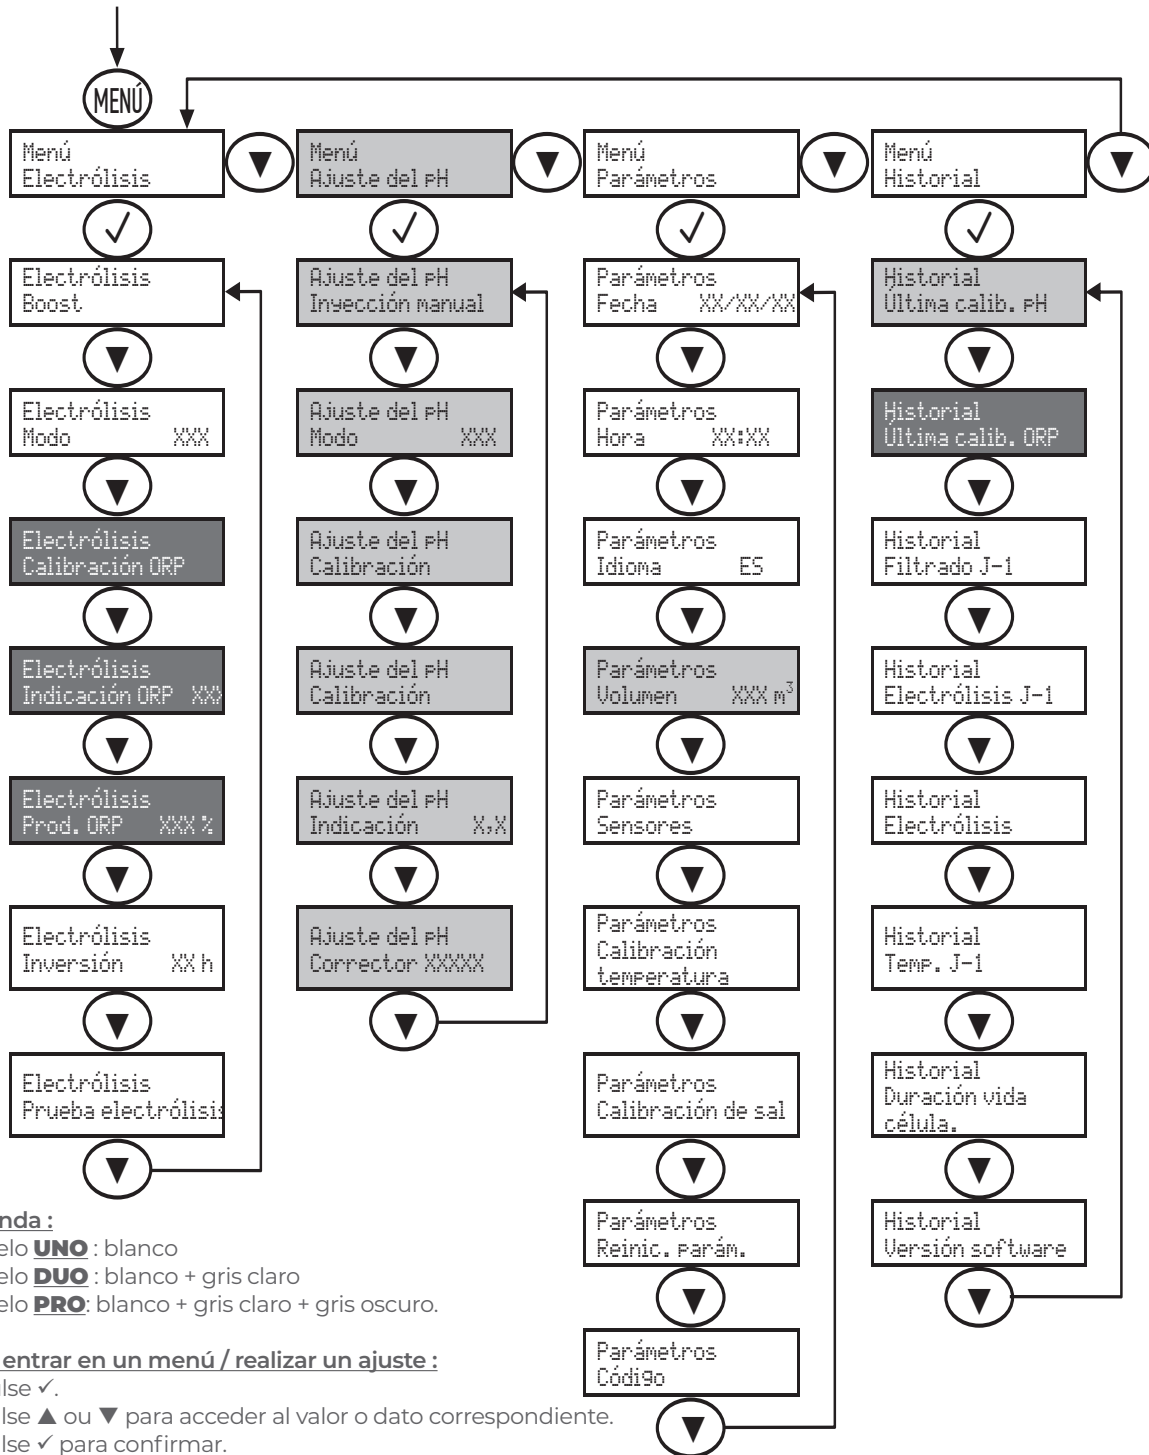 MENÚ
Menú
Electrólisis
Electrólisis
Boost
Electrólisis
Modo XXX
Electrólisis
Calibración ORP
Electrólisis
Indicación ORP XXX
Electrólisis
Prod. ORP XXX %
Electrólisis
Inversión XX h
Electrólisis
Prueba electrólisis
Menú
Ajuste del pH
Ajuste del pH
Inyección manual
Ajuste del pH
Modo XXX
Ajuste del pH
Calibración
Ajuste del pH
Calibración
Ajuste del pH
Indicación X,X
Ajuste del pH
Corrector XXXXX
Menú
Parámetros
Parámetros
Fecha XX/XX/XX
Parámetros
Hora XX:XX
Parámetros
Idioma ES
Parámetros
Volumen XXX m³
Parámetros
Sensores
Parámetros
Calibración
temperatura
Parámetros
Calibración de sal
Parámetros
Reinic. parám.
Parámetros
Código
Menú
Historial
Historial
Última calib. pH
Historial
Última calib. ORP
Historial
Filtrado J-1
Historial
Electrólisis J-1
Historial
Electrólisis
Historial
Temp. J-1
Historial
Duración vida
célula.
Historial
Versión software
nda :
elo UNO : blanco
elo DUO : blanco + gris claro
elo PRO: blanco + gris claro + gris oscuro.
entrar en un menú / realizar un ajuste :
lse ✓.
lse ▲ ou ▼ para acceder al valor o dato correspondiente.
lse ✓ para confirmar.